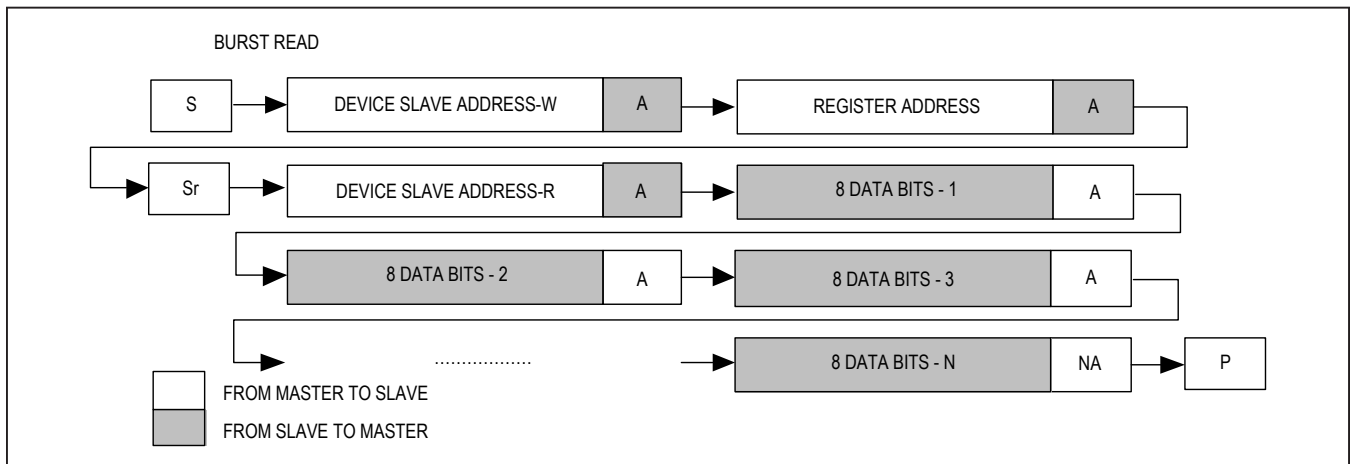 BURST READ
S DEVICE SLAVE ADDRESS-W A REGISTER ADDRESS A
Sr DEVICE SLAVE ADDRESS-R A 8 DATA BITS - 1 A
8 DATA BITS - 2 A 8 DATA BITS - 3 A
.................. 8 DATA BITS - N NA P
FROM MASTER TO SLAVE
FROM SLAVE TO MASTER